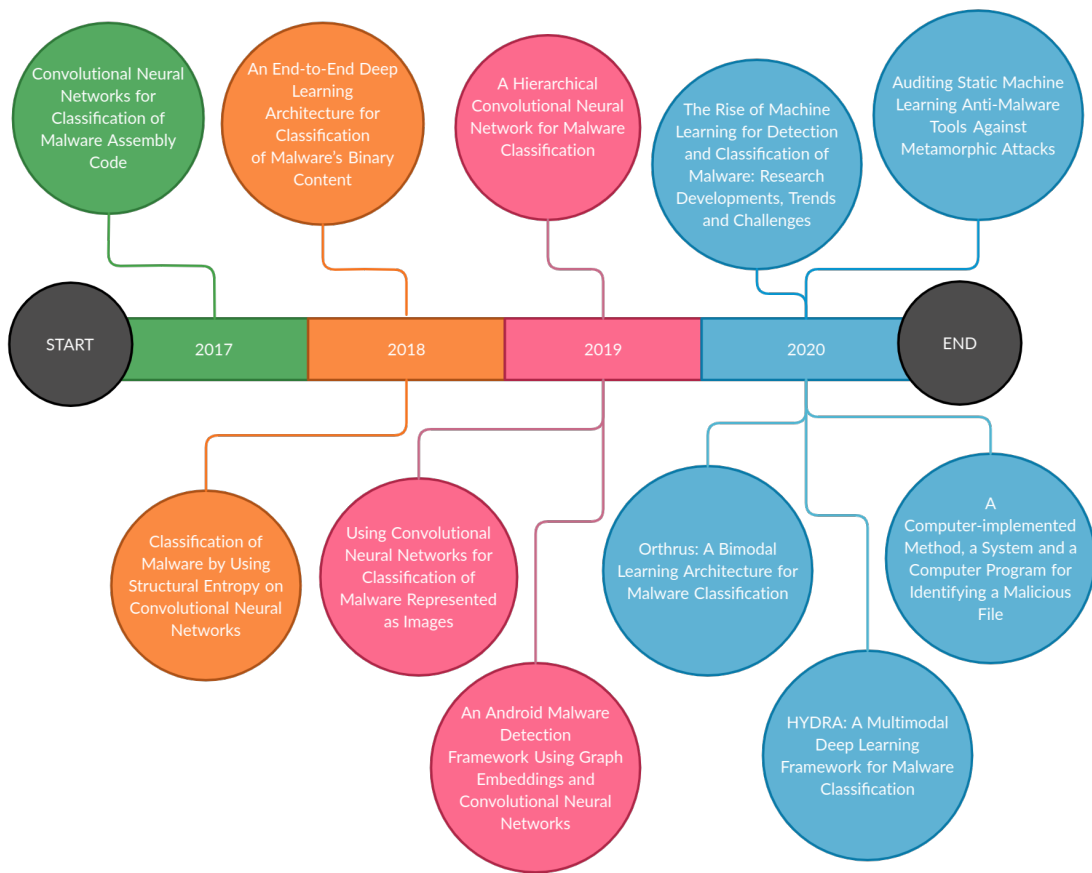 Convolutional Neural
Networks for
Classification of
Malware Assembly
Code
An End-to-End Deep
Learning
Architecture for
Classification
of Malware's Binary
Content
A Hierarchical
Convolutional Neural
Network for Malware
Classification
The Rise of Machine
Learning for Detection
and Classification of
Malware: Research
Developments, Trends
and Challenges
Auditing Static Machine
Learning Anti-Malware
Tools Against
Metamorphic Attacks
START
2017
2018
2019
2020
END
Classification of
Malware by Using
Structural Entropy on
Convolutional Neural
Networks
Using Convolutional
Neural Networks for
Classification of
Malware Represented
as Images
An Android Malware
Detection
Framework Using Graph
Embeddings and
Convolutional Neural
Networks
Orthrus: A Bimodal
Learning Architecture for
Malware Classification
HYDRA: A Multimodal
Deep Learning
Framework for Malware
Classification
A
Computer-implemented
Method, a System and a
Computer Program for
Identifying a Malicious
File